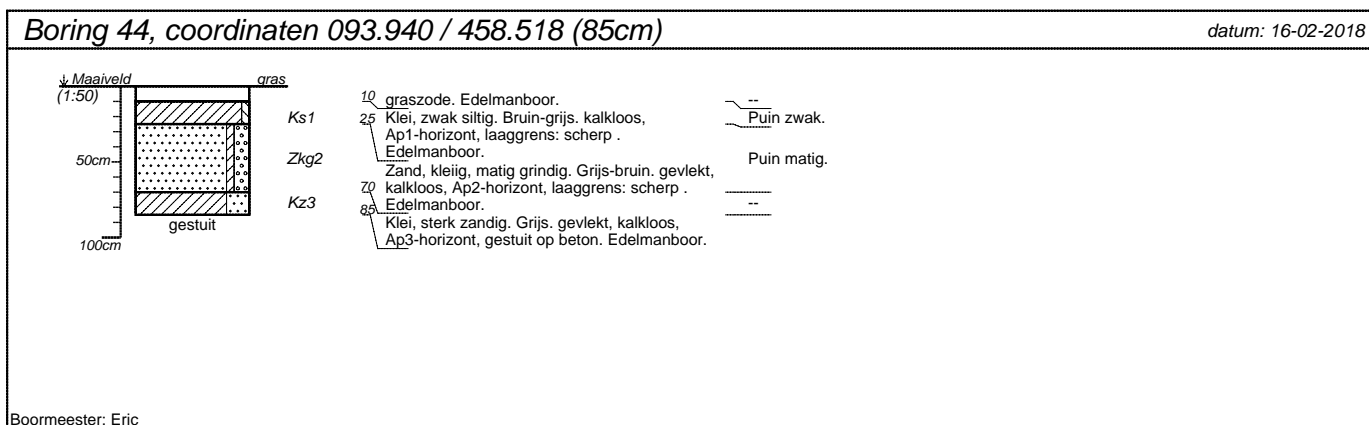 Boring 44, coordinaten 093.940 / 458.518 (85cm)
datum: 16-02-2018
Maaiveld
gras
(1:50)
10 graszode. Edelmanboor.
--
Ks1
25 Klei, zwak siltig. Bruin-grijs. kalkloos,
Puin zwak.
Ap1-horizont, laaggrens: scherp .
Edelmanboor.
50cm
Zkg2
Puin matig.
Zand, kleiig, matig grindig. Grijs-bruin. gevlekt,
70 kalkloos, Ap2-horizont, laaggrens: scherp .
Kz3
85 Edelmanboor.
--
gestuit
Klei, sterk zandig. Grijs. gevlekt, kalkloos,
100cm
Ap3-horizont, gestuit op beton. Edelmanboor.
Boormeester: Eric